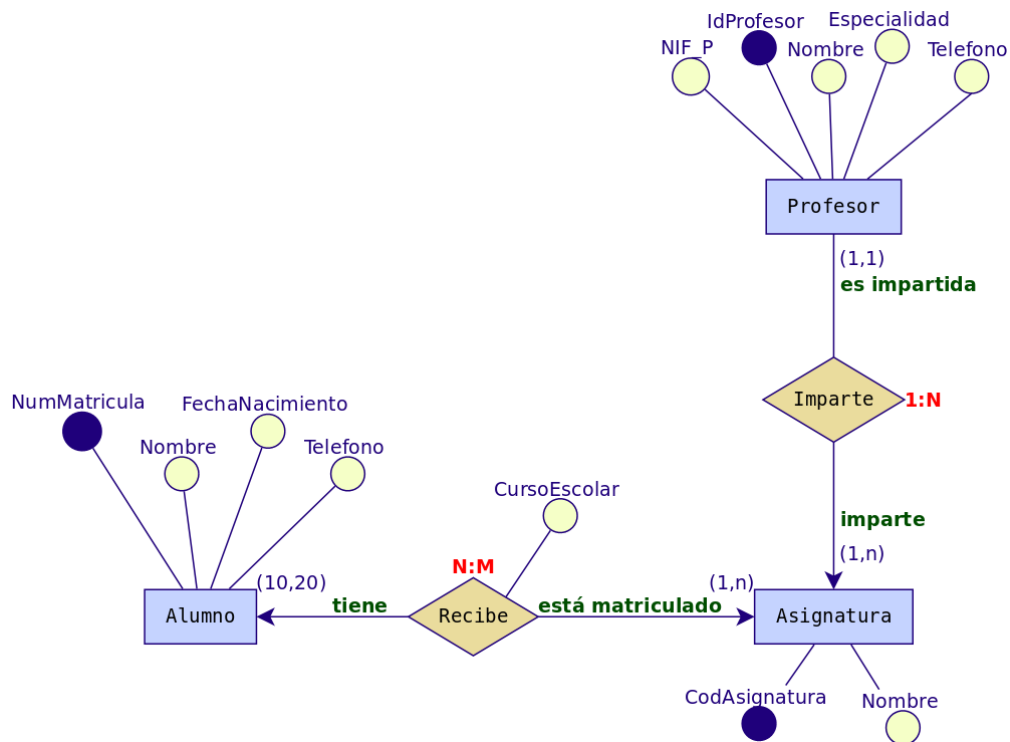 IdProfesor
Especialidad
NIF_P
Nombre
Telefono
Profesor
(1,1)
es impartida
Imparte
1:N
imparte
(1,n)
NumMatricula
FechaNacimiento
Nombre
Telefono
CursoEscolar
N:M
(10,20)
(1,n)
tiene
está matriculado
Alumno
Recibe
Asignatura
CodAsignatura
Nombre